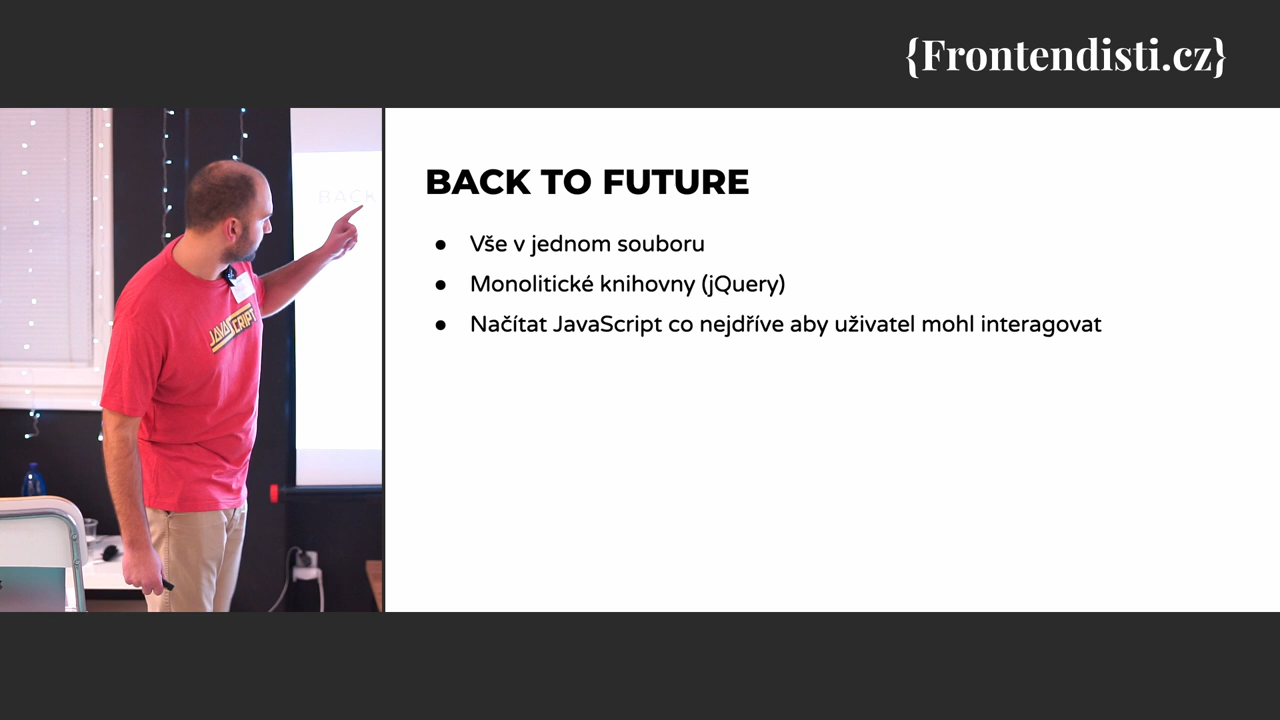 {Frontendisti.cz}
BACK
JAVASCRIPT
BACK TO FUTURE
● Vše v jednom souboru
● Monolitické knihovny (jQuery)
● Načítat JavaScript co nejdříve aby uživatel mohl interagovat